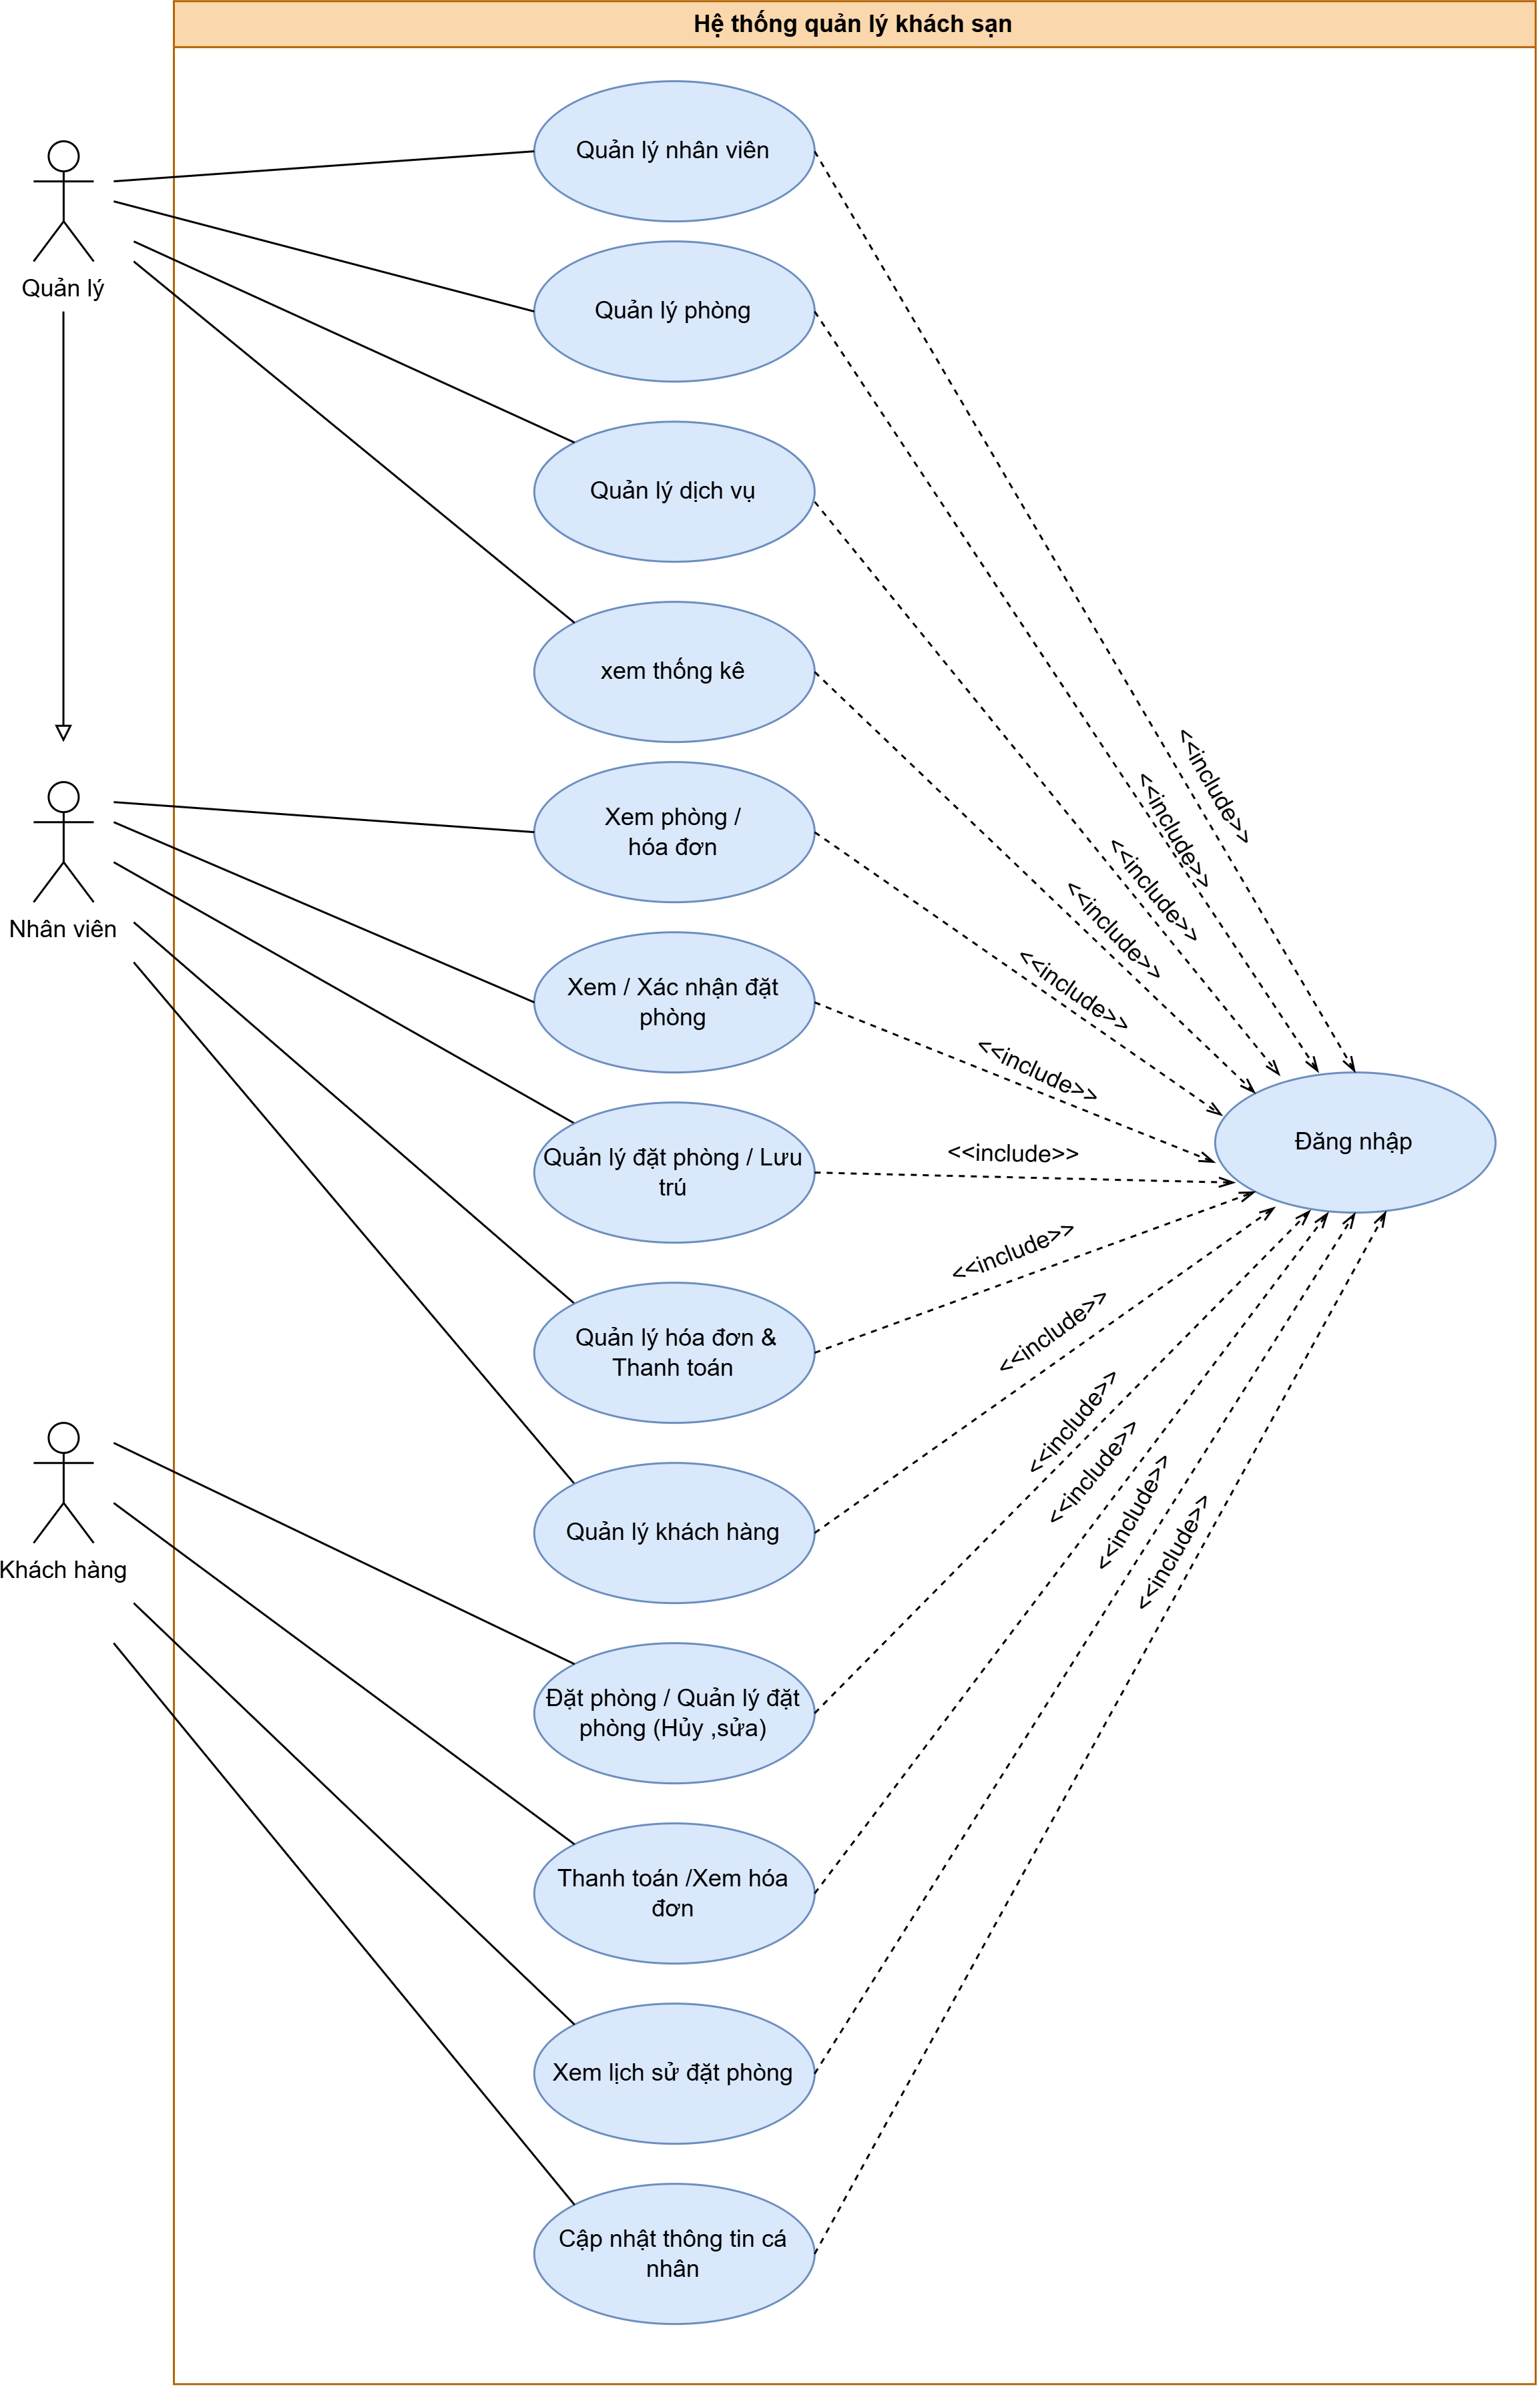 Hệ thống quản lý khách sạn
Quản lý nhân viên
Quản lý
Quản lý phòng
Quản lý dịch vụ
xem thống kê
<<include>>
<<include>>
<<include>>
<<include>>
Xem phòng /
hóa đơn
Nhân viên
<<include>>
Xem / Xác nhận đặt
phòng
<<include>>
Đăng nhập
Quản lý đặt phòng / Lưu
trú
<<include>>
<<include>>
Quản lý hóa đơn &
Thanh toán
<<include>>
<<include>>
<<include>>
<<include>>
<<include>>
Quản lý khách hàng
Khách hàng
Đặt phòng / Quản lý đặt
phòng (Hủy ,sửa)
Thanh toán /Xem hóa
đơn
Xem lịch sử đặt phòng
Cập nhật thông tin cá
nhân